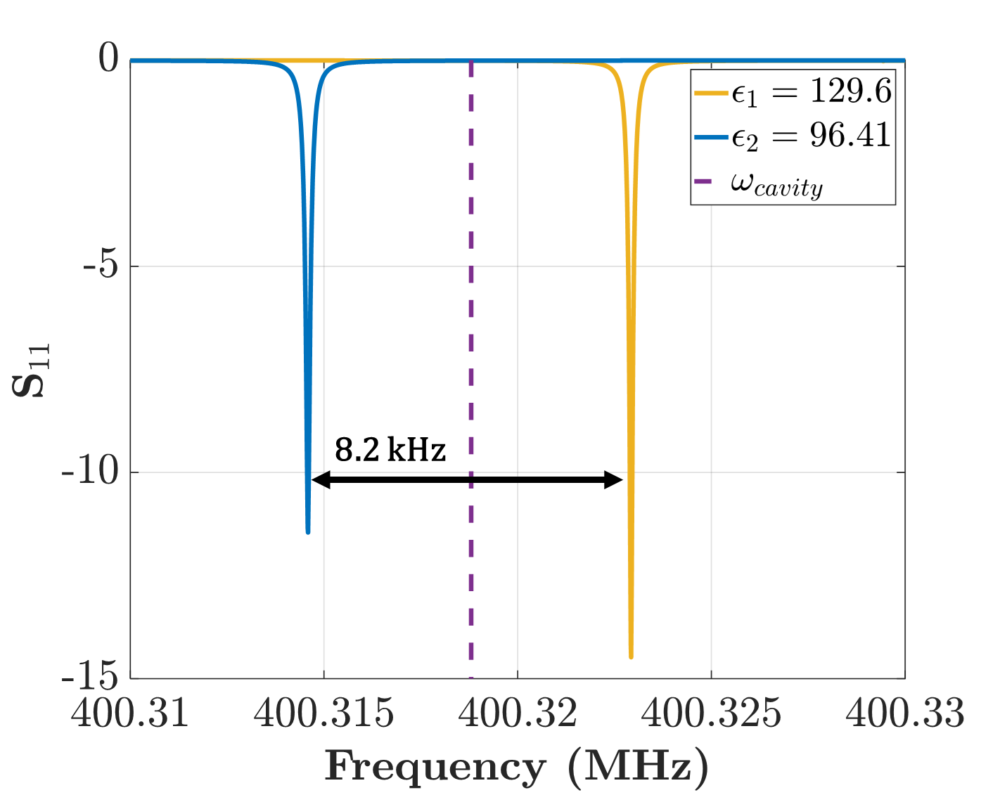 0
-5
-10
-15
S₁₁
ϵ₁ = 129.6
ϵ₂ = 96.41
ω_cavity
8.2 kHz
400.31 400.315 400.32 400.325 400.33
Frequency (MHz)